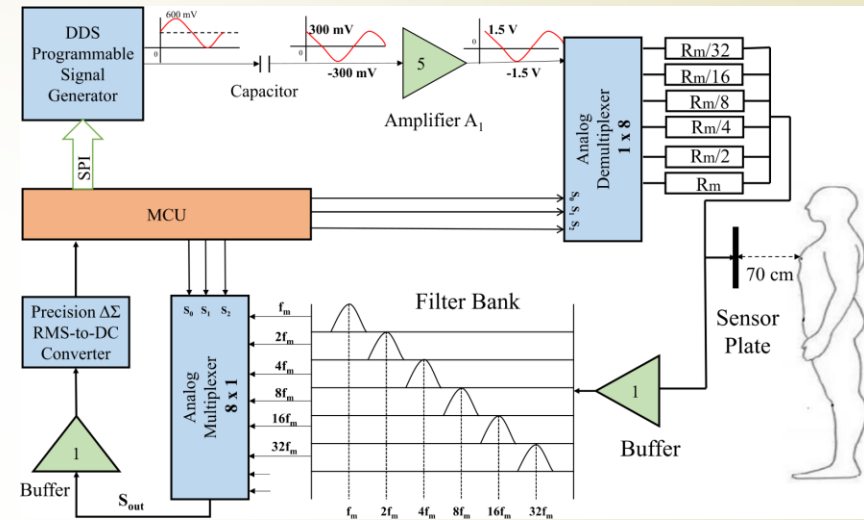 DDS
Programmable
Signal
Generator
600 mV
0
Capacitor
300 mV
0
-300 mV
5
Amplifier A1
1.5 V
0
-1.5 V
Analog
Demultiplexer
1 x 8
S0 S1 S2
Rm/32
Rm/16
Rm/8
Rm/4
Rm/2
Rm
SPI
MCU
70 cm
Sensor
Plate
Precision ΔΣ
RMS-to-DC
Converter
S0 S1 S2
Analog
Multiplexer
8 x 1
Filter Bank
fm
2fm
4fm
8fm
16fm
32fm
fm 2fm 4fm 8fm 16fm 32fm
1
Buffer
1
Buffer
Sout